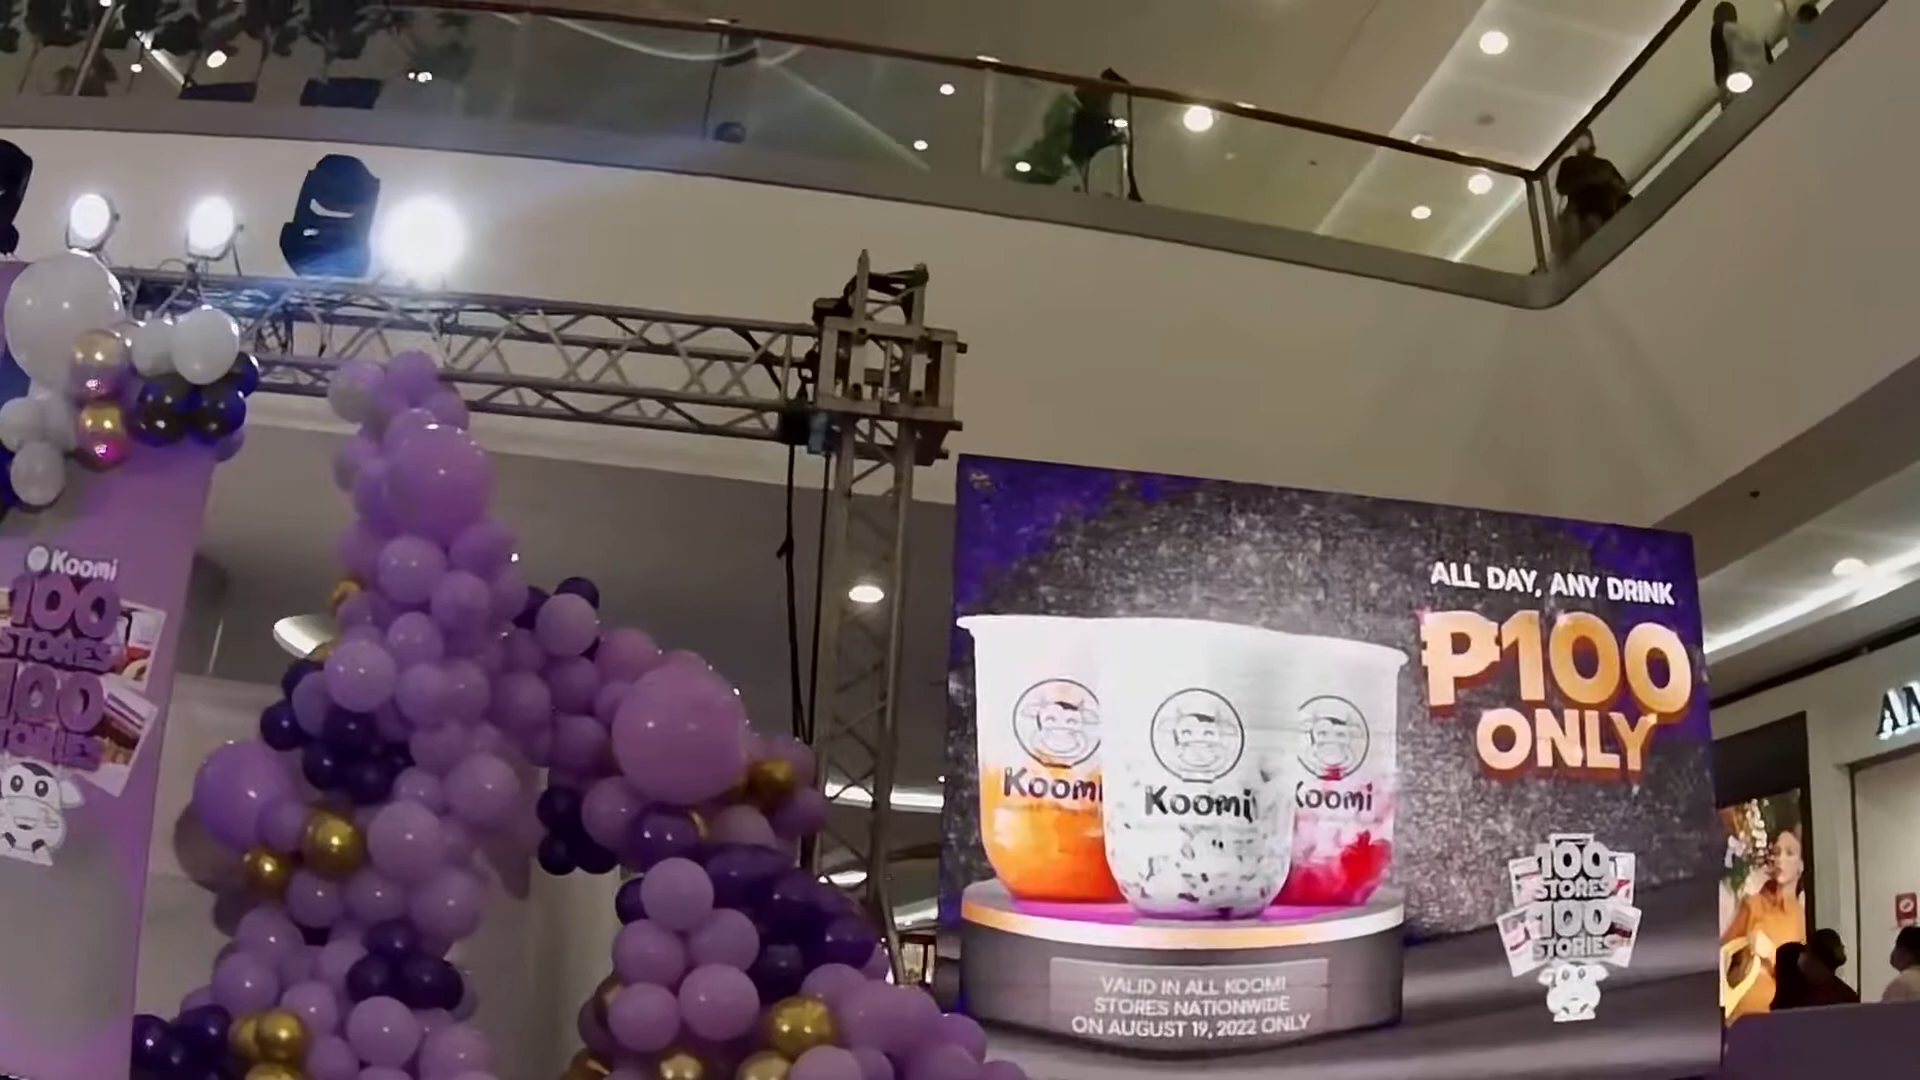 Koomi
100
STORES
100
STORIES
ALL DAY, ANY DRINK
₱100
ONLY
Koomi
Koomi
Koomi
100
STORES
100
STORIES
VALID IN ALL KOOMI
STORES NATIONWIDE
ON AUGUST 19, 2022 ONLY